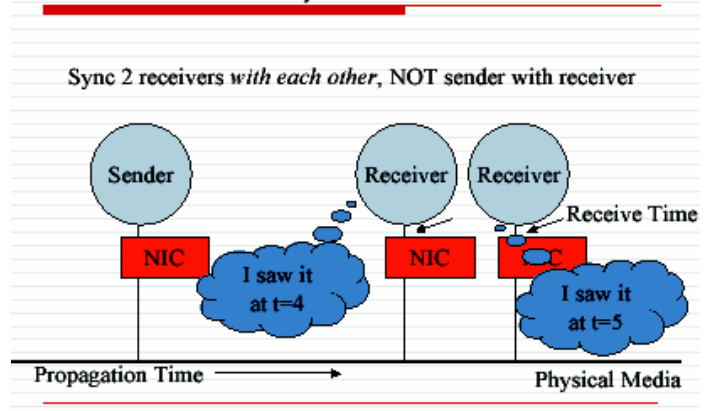 Sync 2 receivers with each other, NOT sender with receiver
Sender
Receiver
Receiver
Receive Time
NIC
NIC
I saw it
at t=4
I saw it
at t=5
Propagation Time
Physical Media